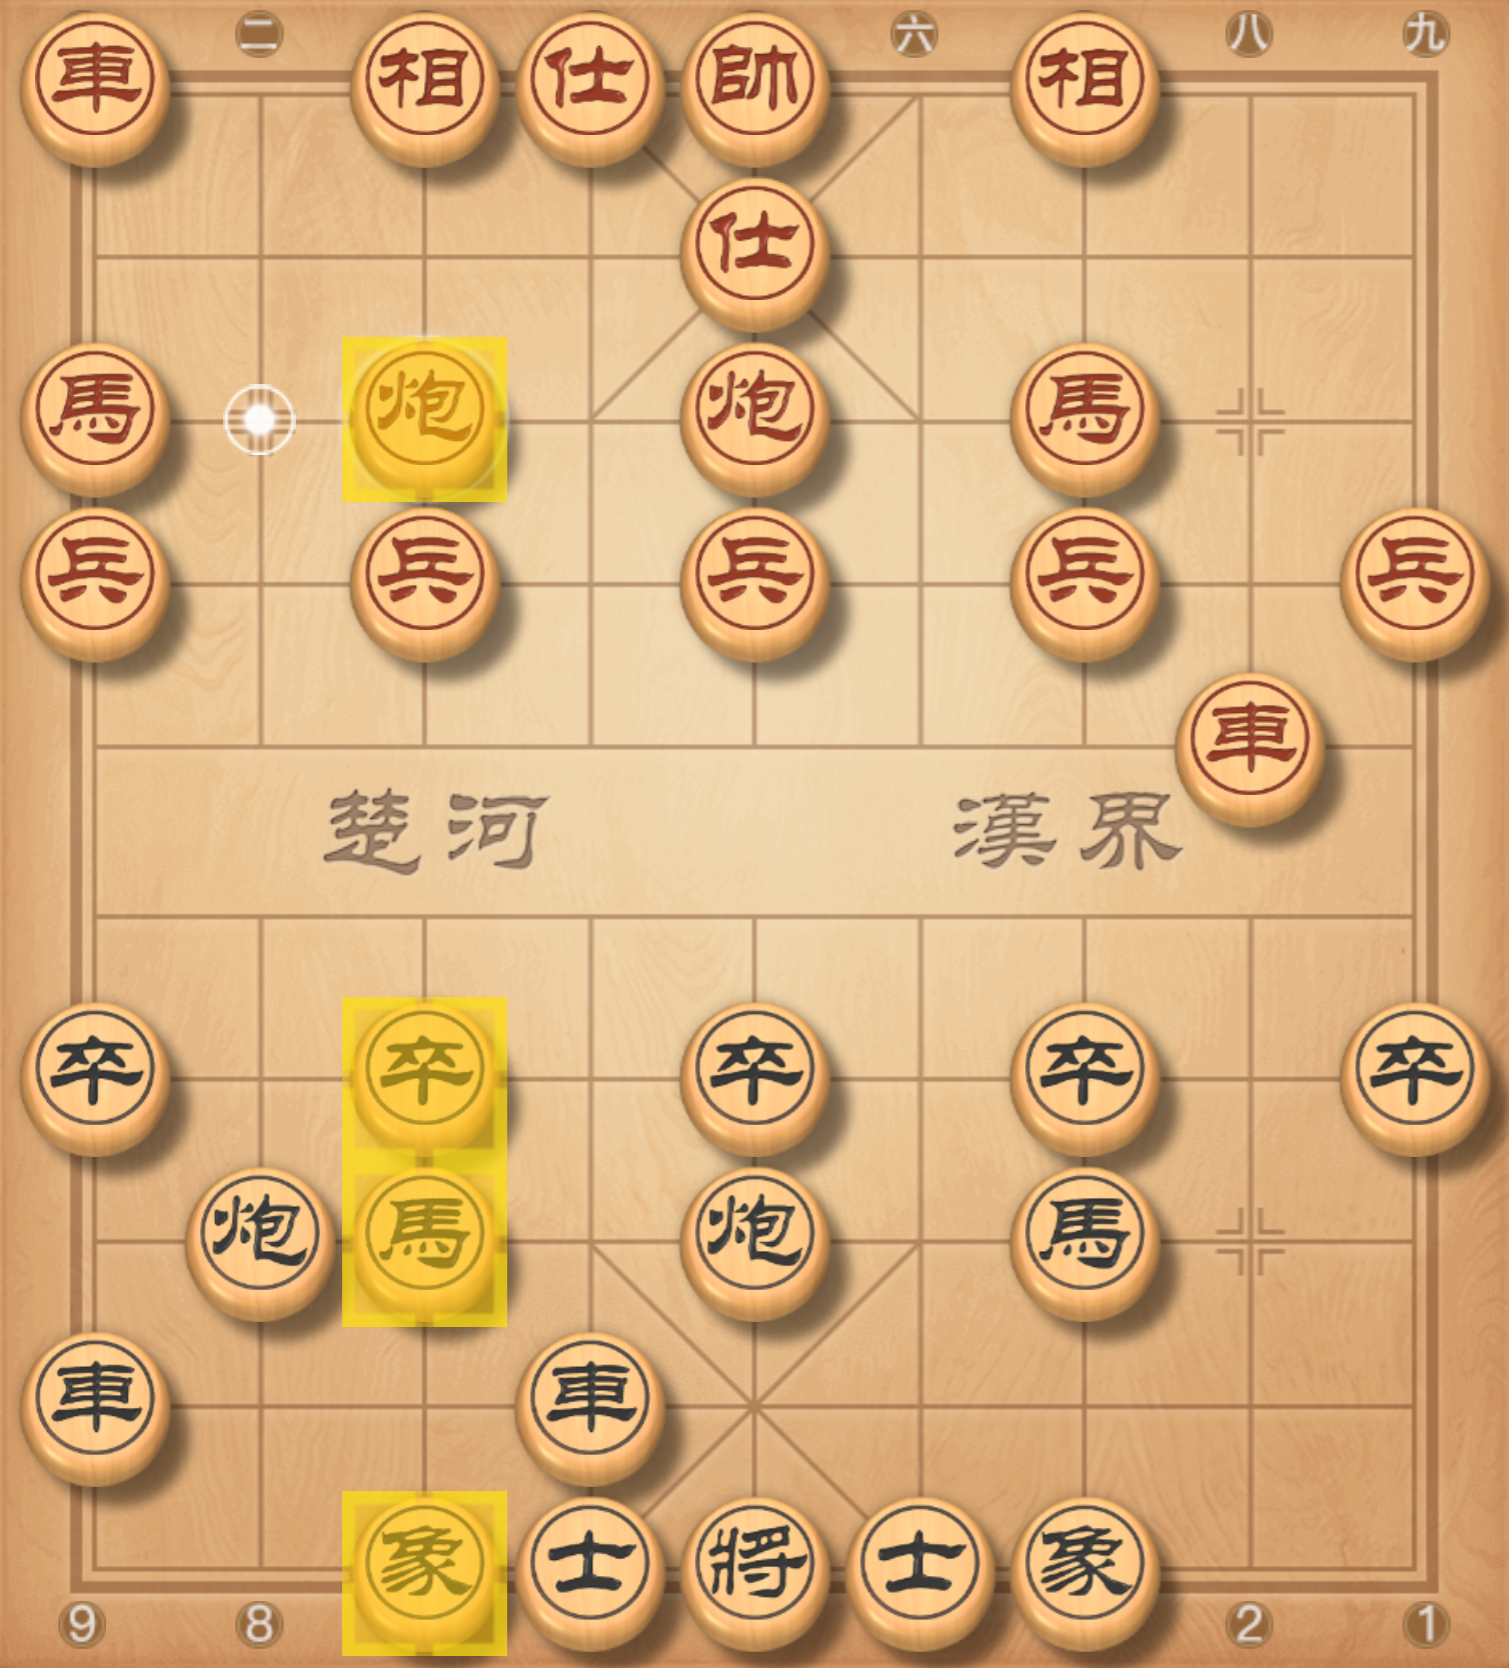 二 六 八 九
車 相 仕 帥 相
仕
馬 炮 炮 馬
兵 兵 兵 兵 兵
車
楚河 漢界
卒 卒 卒 卒 卒
炮 馬 炮 馬
車 車
象 士 將 士 象
9 8 2 1